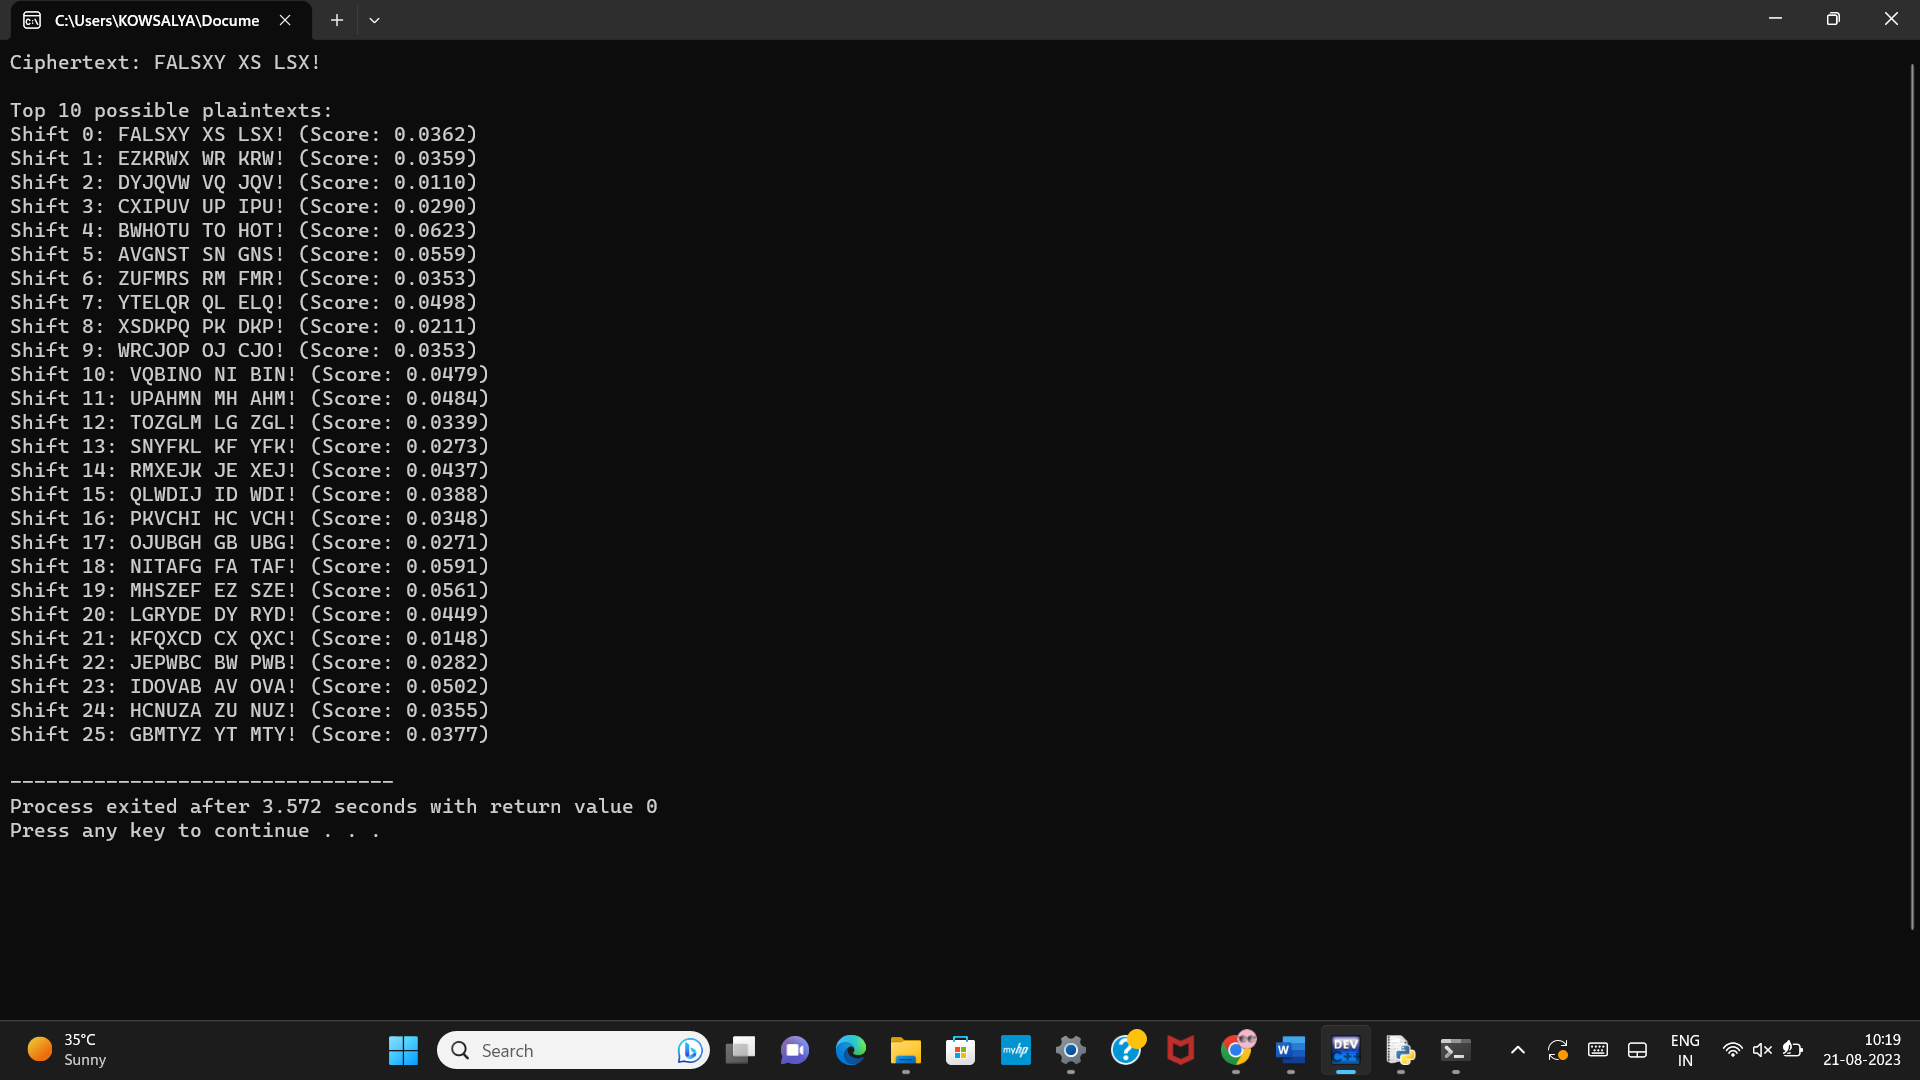 C:\Users\KOWSALYA\Docume
Ciphertext: FALSXY XS LSX!
Top 10 possible plaintexts:
Shift 0: FALSXY XS LSX! (Score: 0.0362)
Shift 1: EZKRWX WR KRW! (Score: 0.0359)
Shift 2: DYJQVW VQ JQV! (Score: 0.0110)
Shift 3: CXIPUV UP IPU! (Score: 0.0290)
Shift 4: BWHOTU TO HOT! (Score: 0.0623)
Shift 5: AVGNST SN GNS! (Score: 0.0559)
Shift 6: ZUFMRS RM FMR! (Score: 0.0353)
Shift 7: YTELQR QL ELQ! (Score: 0.0498)
Shift 8: XSDKPQ PK DKP! (Score: 0.0211)
Shift 9: WRCJOP OJ CJO! (Score: 0.0353)
Shift 10: VQBINO NI BIN! (Score: 0.0479)
Shift 11: UPAHMN MH AHM! (Score: 0.0484)
Shift 12: TOZGLM LG ZGL! (Score: 0.0339)
Shift 13: SNYFKL KF YFK! (Score: 0.0273)
Shift 14: RMXEJK JE XEJ! (Score: 0.0437)
Shift 15: QLWDIJ ID WDI! (Score: 0.0388)
Shift 16: PKVCHI HC VCH! (Score: 0.0348)
Shift 17: OJUBGH GB UBG! (Score: 0.0271)
Shift 18: NITAFG FA TAF! (Score: 0.0591)
Shift 19: MHSZEF EZ SZE! (Score: 0.0561)
Shift 20: LGRYDE DY RYD! (Score: 0.0449)
Shift 21: KFQXCD CX QXC! (Score: 0.0148)
Shift 22: JEPWBC BW PWB! (Score: 0.0282)
Shift 23: IDOVAB AV OVA! (Score: 0.0502)
Shift 24: HCNUZA ZU NUZ! (Score: 0.0355)
Shift 25: GBMTYZ YT MTY! (Score: 0.0377)
--------------------------------
Process exited after 3.572 seconds with return value 0
Press any key to continue . . .
35°C
Sunny
Search
myhp
W
DEV
C++
ENG
IN
10:19
21-08-2023